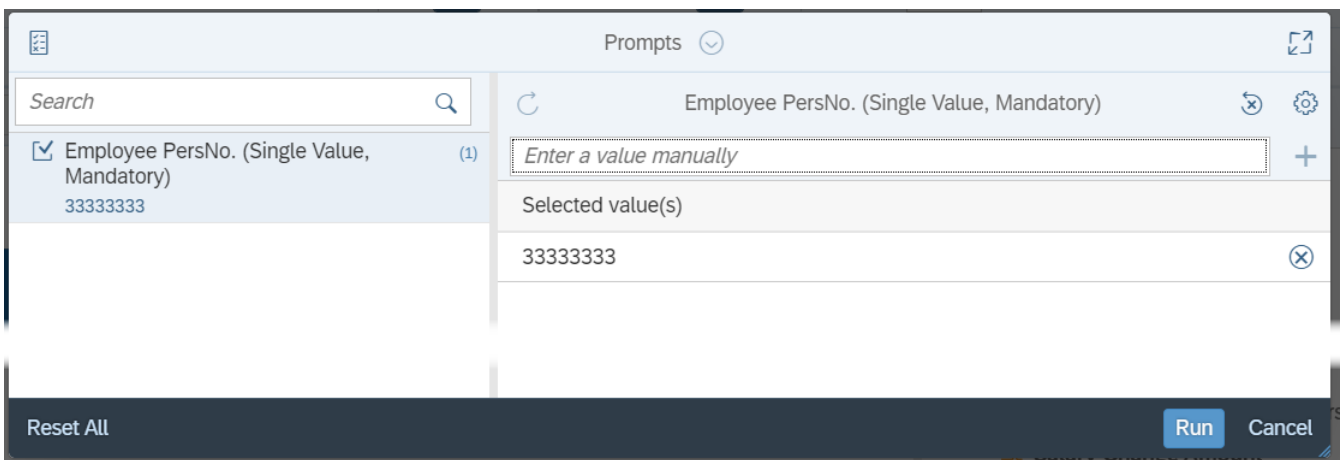 Prompts
Search
Employee PersNo. (Single Value, Mandatory)
Employee PersNo. (Single Value,
(1)
Mandatory)
33333333
Enter a value manually
Selected value(s)
33333333
Reset All
Run
Cancel